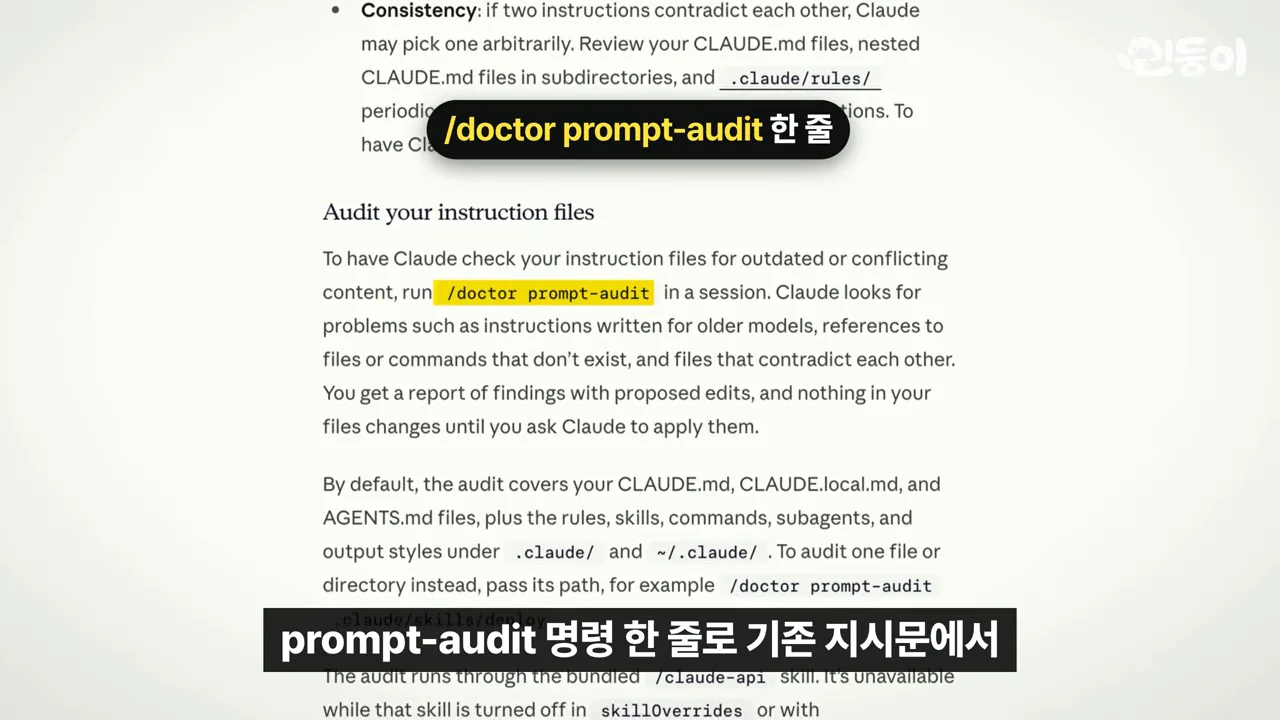 Consistency: if two instructions contradict each other, Claude
인둥이
may pick one arbitrarily. Review your CLAUDE.md files, nested
CLAUDE.md files in subdirectories, and .claude/rules/
To
/doctor prompt-audit 한 줄
have
Audit your instruction files
To have Claude check your instruction files for outdated or conflicting
content, run /doctor prompt-audit in a session. Claude looks for
problems such as instructions written for older models, references to
files or commands that don’t exist, and files that contradict each other.
You get a report of findings with proposed edits, and nothing in your
files changes until you ask Claude to apply them.
By default, the audit covers your CLAUDE.md, CLAUDE.local.md, and
AGENTS.md files, plus the rules, skills, commands, subagents, and
output styles under .claude/ and ~/.claude/ . To audit one file or
directory instead, pass its path, for example /doctor prompt-audit
.claude/skills/deploy
prompt-audit 명령 한 줄로 기존 지시문에서
The audit runs through the bundled /claude-api skill. It’s unavailable
while that skill is turned off in skillOverrides or with